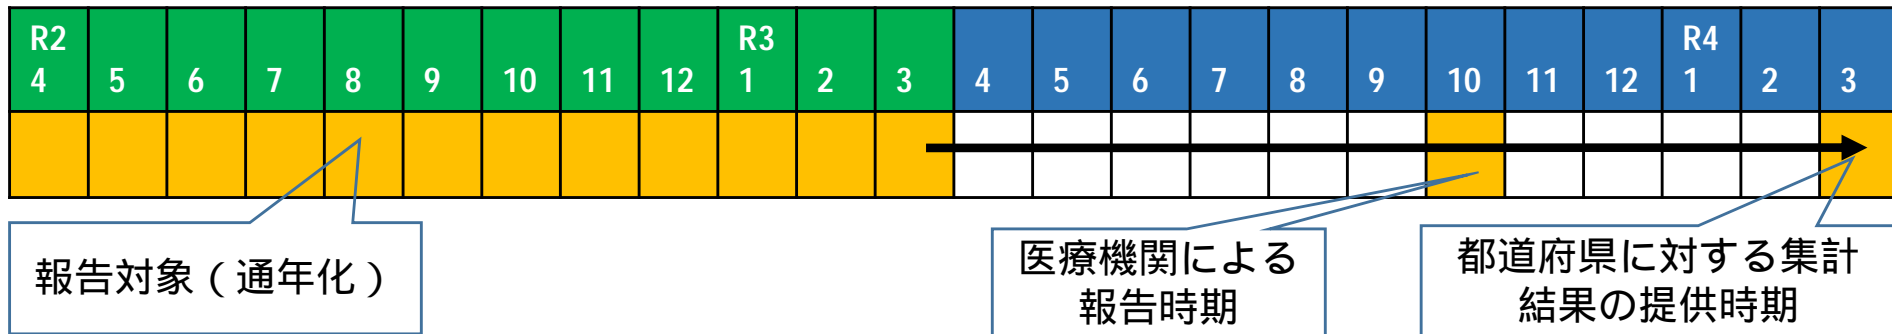 R2 R3 R4
4 5 6 7 8 9 10 11 12 1 2 3 4 5 6 7 8 9 10 11 12 1 2 3
報告対象（通年化）
医療機関による
報告時期
都道府県に対する集計
結果の提供時期